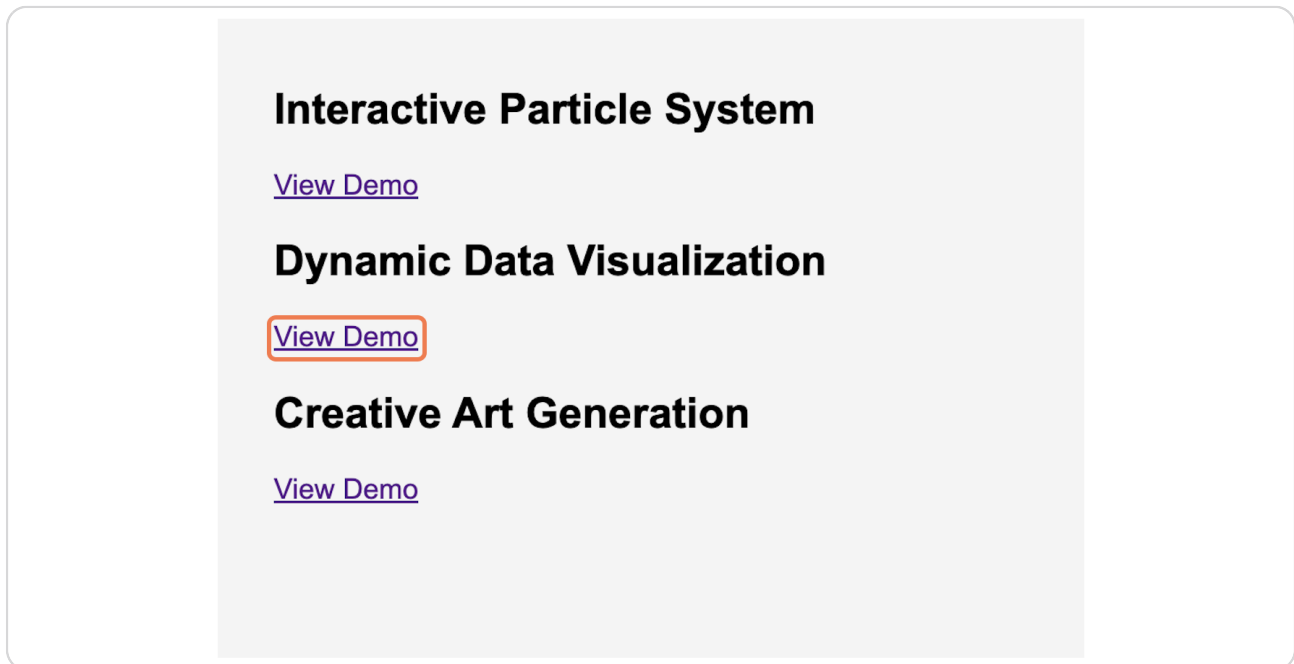 Interactive Particle System
View Demo
Dynamic Data Visualization
View Demo
Creative Art Generation
View Demo